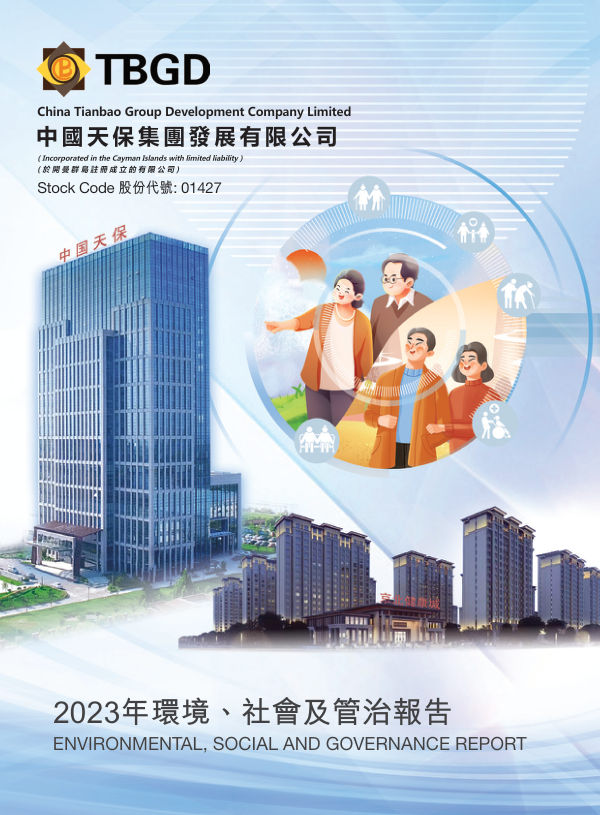 TBGD
China Tianbao Group Development Company Limited
中國天保集團發展有限公司
( Incorporated in the Cayman Islands with limited liability )
(於開曼群島註冊成立的有限公司)
Stock Code 股份代號: 01427
中国天保
2023年環境、社會及管治報告
ENVIRONMENTAL, SOCIAL AND GOVERNANCE REPORT